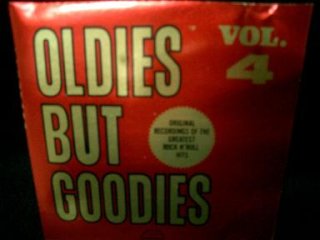 OLDIES
BUT
GOODIES
VOL.
4
ORIGINAL
RECORDINGS OF THE
GREATEST
ROCK N' ROLL
HITS